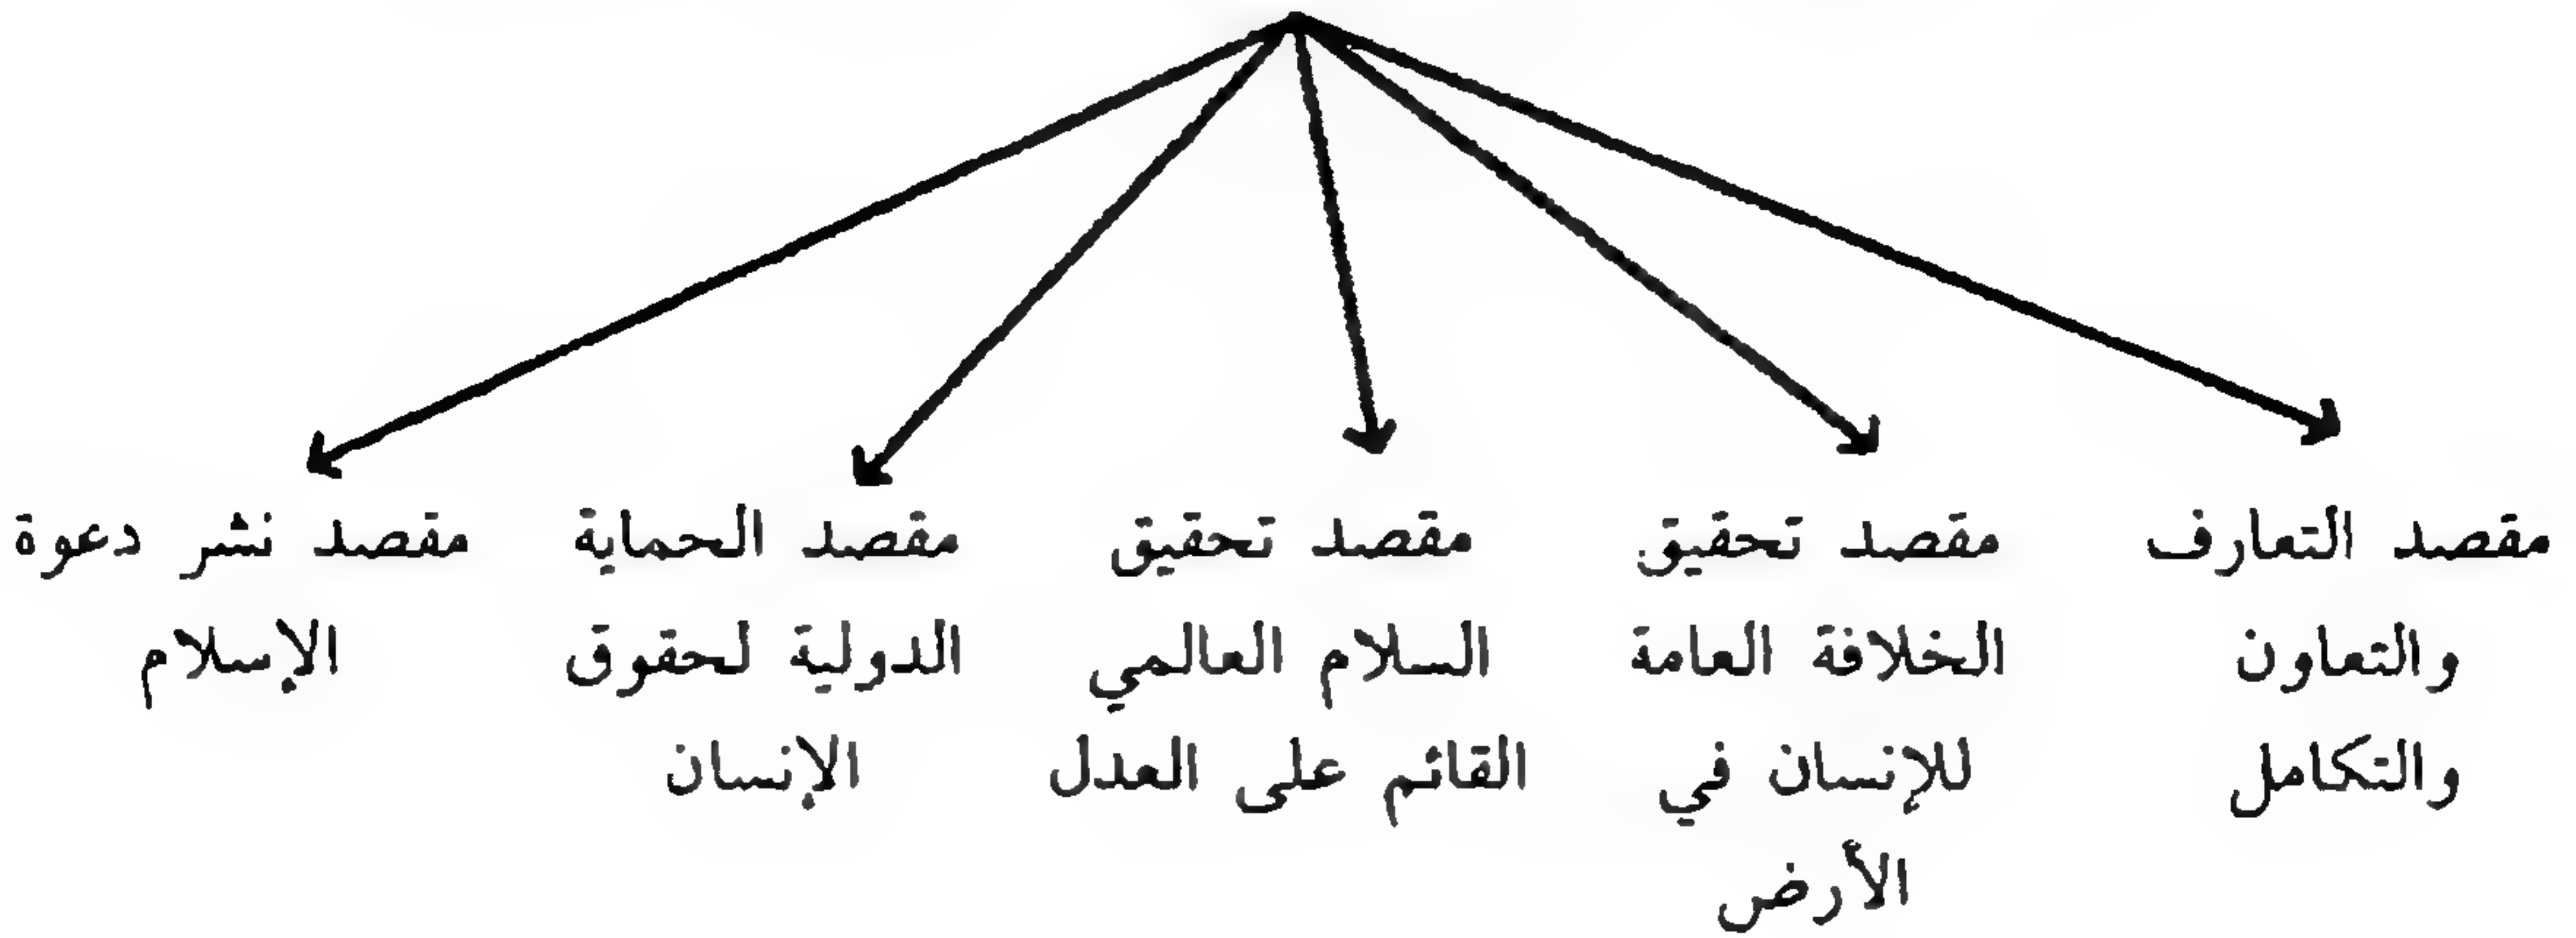 مقصد التعارف
والتعاون
والتكامل
مقصد تحقيق
الخلافة العامة
للإنسان في
الأرض
مقصد تحقيق
السلام العالمي
القائم على العدل
مقصد الحماية
الدولية لحقوق
الإنسان
مقصد نشر دعوة
الإسلام